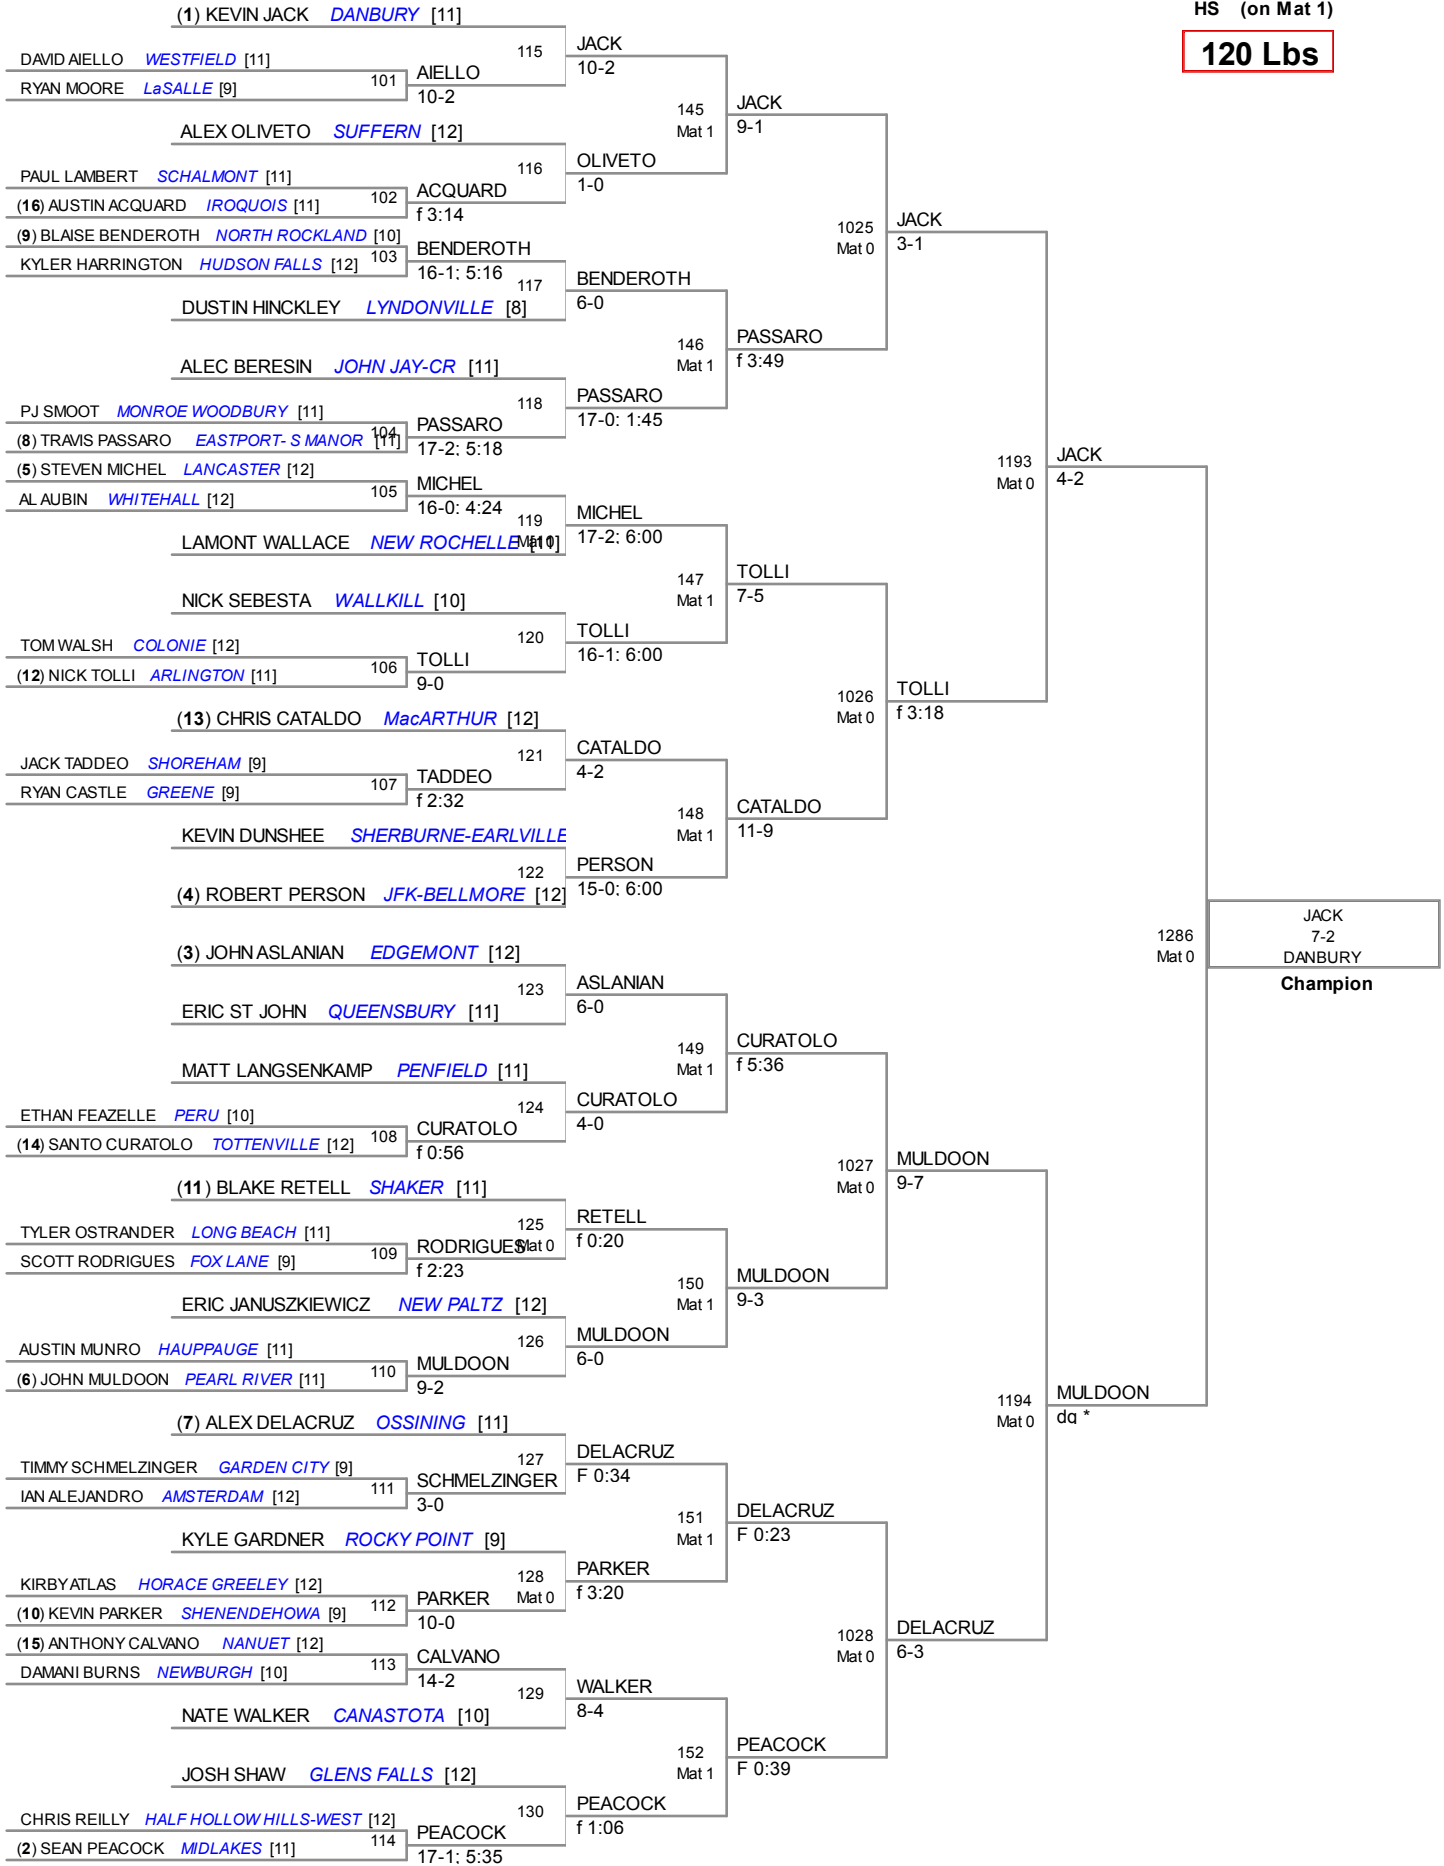 HS (on Mat 1)
120 Lbs
(1) KEVIN JACK DANBURY [11]
115
JACK
10-2
DAVID AIELLO WESTFIELD [11]
101
AIELLO
10-2
RYAN MOORE LaSALLE [9]
145
Mat 1
JACK
9-1
ALEX OLIVETO SUFFERN [12]
116
OLIVETO
1-0
PAUL LAMBERT SCHALMONT [11]
102
ACQUARD
f 3:14
(16) AUSTIN ACQUARD IROQUOIS [11]
1025
Mat 0
JACK
3-1
(9) BLAISE BENDEROTH NORTH ROCKLAND [10]
103
BENDEROTH
16-1; 5:16
KYLER HARRINGTON HUDSON FALLS [12]
117
BENDEROTH
6-0
DUSTIN HINCKLEY LYNDONVILLE [8]
146
Mat 1
PASSARO
f 3:49
ALEC BERESIN JOHN JAY-CR [11]
118
PASSARO
17-0; 1:45
PJ SMOOT MONROE WOODBURY [11]
104
PASSARO
17-2; 5:18
(8) TRAVIS PASSARO EASTPORT- S MANOR [11]
1193
Mat 0
JACK
4-2
(5) STEVEN MICHEL LANCASTER [12]
105
MICHEL
16-0; 4:24
AL AUBIN WHITEHALL [12]
119
Mat 0
MICHEL
17-2; 6:00
LAMONT WALLACE NEW ROCHELLE [11]
147
Mat 1
TOLLI
7-5
NICK SEBESTA WALLKILL [10]
120
TOLLI
16-1; 6:00
TOM WALSH COLONIE [12]
106
TOLLI
9-0
(12) NICK TOLLI ARLINGTON [11]
1026
Mat 0
TOLLI
f 3:18
(13) CHRIS CATALDO MacARTHUR [12]
121
CATALDO
4-2
JACK TADDEO SHOREHAM [9]
107
TADDEO
f 2:32
RYAN CASTLE GREENE [9]
148
Mat 1
CATALDO
11-9
KEVIN DUNSHEE SHERBURNE-EARLVILLE
122
PERSON
15-0; 6:00
(4) ROBERT PERSON JFK-BELLMORE [12]
1286
Mat 0
JACK
7-2
DANBURY
Champion
(3) JOHN ASLANIAN EDGEMONT [12]
123
ASLANIAN
6-0
ERIC ST JOHN QUEENSBURY [11]
149
Mat 1
CURATOLO
f 5:36
MATT LANGSENKAMP PENFIELD [11]
124
CURATOLO
4-0
ETHAN FEAZELLE PERU [10]
108
CURATOLO
f 0:56
(14) SANTO CURATOLO TOTTENVILLE [12]
1027
Mat 0
MULDOON
9-7
(11) BLAKE RETELL SHAKER [11]
125
Mat 0
RETELL
f 0:20
TYLER OSTRANDER LONG BEACH [11]
109
RODRIGUES
f 2:23
SCOTT RODRIGUES FOX LANE [9]
150
Mat 1
MULDOON
9-3
ERIC JANUSZKIEWICZ NEW PALTZ [12]
126
MULDOON
6-0
AUSTIN MUNRO HAUPPAUGE [11]
110
MULDOON
9-2
(6) JOHN MULDOON PEARL RIVER [11]
1194
Mat 0
MULDOON
dq *
(7) ALEX DELACRUZ OSSINING [11]
127
DELACRUZ
F 0:34
TIMMY SCHMELZINGER GARDEN CITY [9]
111
SCHMELZINGER
3-0
IAN ALEJANDRO AMSTERDAM [12]
151
Mat 1
DELACRUZ
F 0:23
KYLE GARDNER ROCKY POINT [9]
128
Mat 0
PARKER
f 3:20
KIRBY ATLAS HORACE GREELEY [12]
112
PARKER
10-0
(10) KEVIN PARKER SHENENDEHOWA [9]
1028
Mat 0
DELACRUZ
6-3
(15) ANTHONY CALVANO NANUET [12]
113
CALVANO
14-2
DAMANI BURNS NEWBURGH [10]
129
WALKER
8-4
NATE WALKER CANASTOTA [10]
152
Mat 1
PEACOCK
F 0:39
JOSH SHAW GLENS FALLS [12]
130
PEACOCK
f 1:06
CHRIS REILLY HALF HOLLOW HILLS-WEST [12]
114
PEACOCK
17-1; 5:35
(2) SEAN PEACOCK MIDLAKES [11]